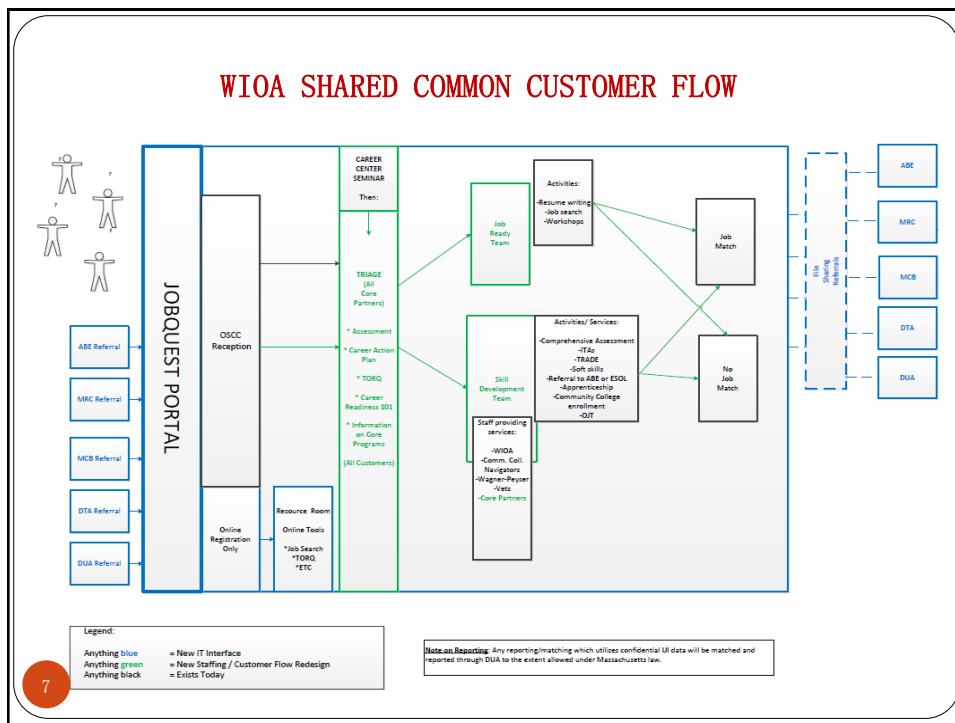 WIOA SHARED COMMON CUSTOMER FLOW
?
?
?
?
ABE Referral
MRC Referral
MCB Referral
DTA Referral
DUA Referral
JOBQUEST PORTAL
OSCC
Reception
Online
Registration
Only
Resource Room
Online Tools
*Job Search
*TORQ
*ETC
CAREER
CENTER
SEMINAR
Then:
TRIAGE
(All
Core
Partners)
* Assessment
* Career Action
Plan
* TORQ
* Career
Readiness 101
* Information
on Core
Programs
(All Customers)
Job
Ready
Team
Activities:
-Resume writing
-Job search
-Workshops
Skill
Development
Team
Activities/ Services:
-Comprehensive Assessment
-ITAs
-TRADE
-Soft skills
-Referral to ABE or ESOL
-Apprenticeship
-Community College
enrollment
-OJT
Staff providing
services:
-WIOA
-Comm. Coll.
Navigators
-Wagner-Peyser
-Vets
-Core Partners
Job
Match
No
Job
Match
File
Sharing
Referrals
ABE
MRC
MCB
DTA
DUA
Legend:
Anything blue = New IT Interface
Anything green = New Staffing / Customer Flow Redesign
Anything black = Exists Today
Note on Reporting: Any reporting/matching which utilizes confidential UI data will be matched and
reported through DUA to the extent allowed under Massachusetts law.
7